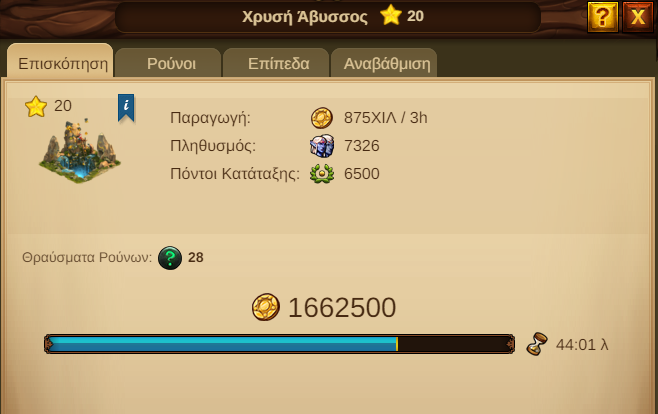 Χρυσή Άβυσσος 20
? X
Επισκόπηση Ρούνοι Επίπεδα Αναβάθμιση
20 i
Παραγωγή: 875ΧΙΛ / 3h
Πληθυσμός: 7326
Πόντοι Κατάταξης: 6500
Θραύσματα Ρούνων: ? 28
1662500
44:01 λ